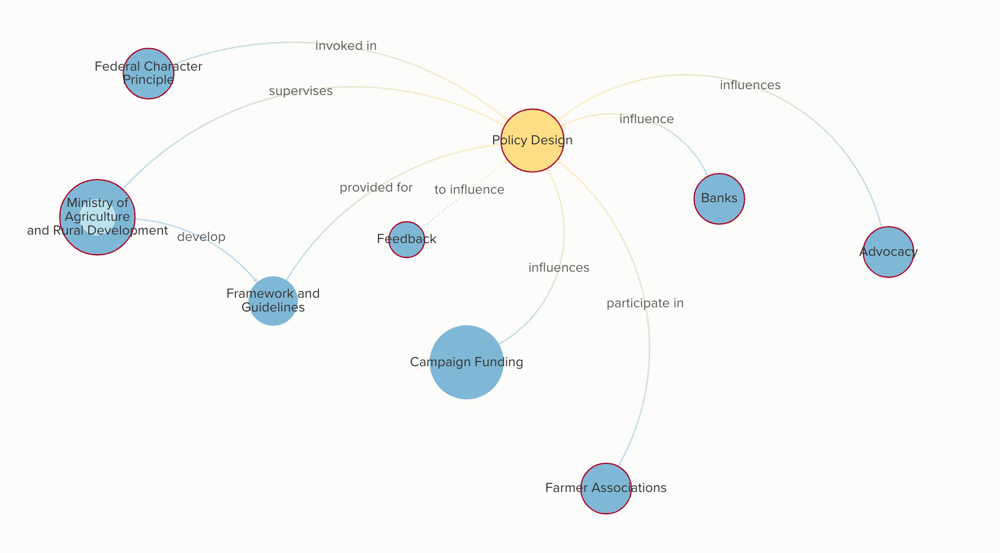 invoked in
Federal Character
Principle
influences
supervises
influence
Policy Design
provided for
to influence
Banks
Ministry of
Agriculture
and Rural Development
develop
Feedback
Advocacy
influences
Framework and
Guidelines
participate in
Campaign Funding
Farmer Associations